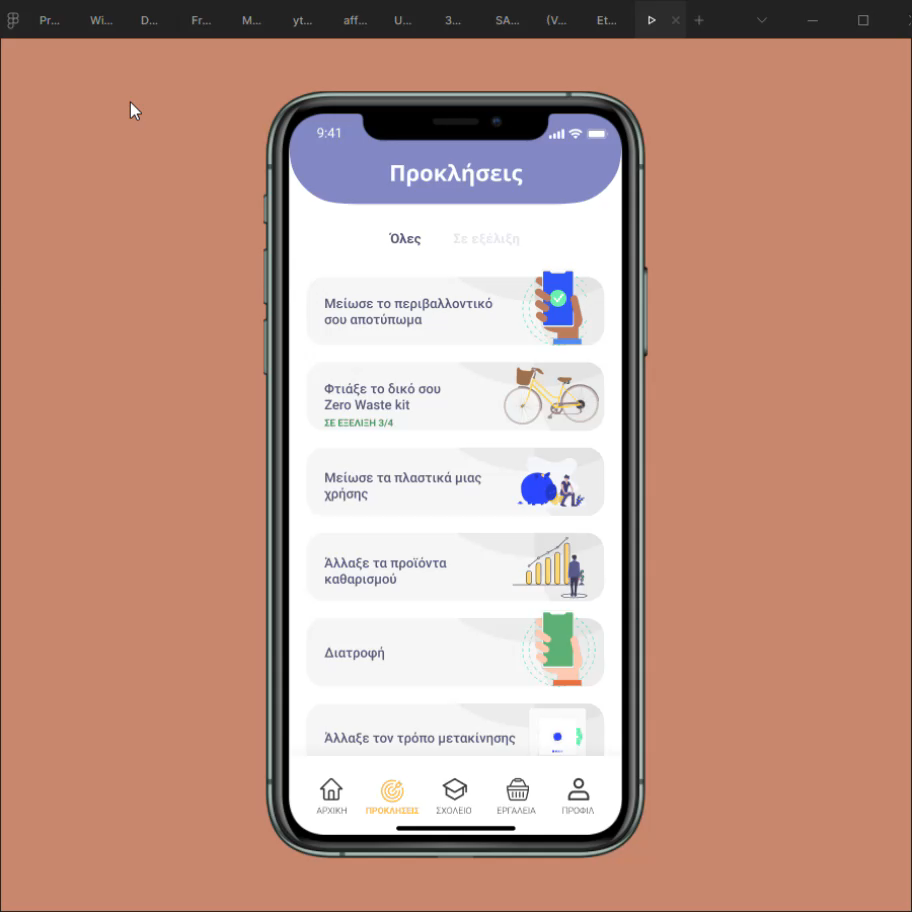 Pr... Wi... D... Fr... M... yt... aff... U... 3... SA... (V... Et...
9:41
Προκλήσεις
Όλες Σε εξέλιξη
Μείωσε το περιβαλλοντικό
σου αποτύπωμα
Φτιάξε το δικό σου
Zero Waste kit
ΣΕ ΕΞΕΛΙΞΗ 3/4
Μείωσε τα πλαστικά μιας
χρήσης
Άλλαξε τα προϊόντα
καθαρισμού
Διατροφή
Άλλαξε τον τρόπο μετακίνησης
ΑΡΧΙΚΗ ΠΡΟΚΛΗΣΕΙΣ ΣΧΟΛΕΙΟ ΕΡΓΑΛΕΙΑ ΠΡΟΦΙΛ